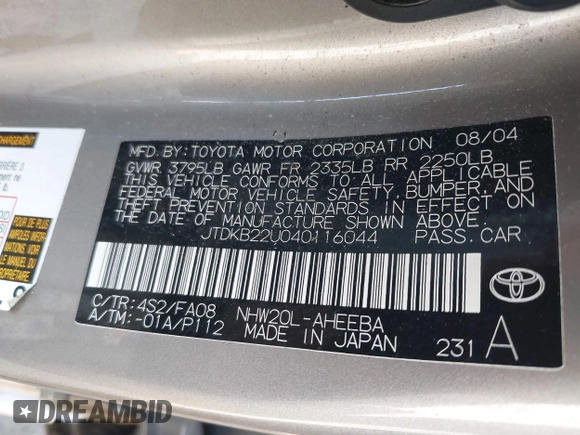 CHARGEMENT
MFD. BY: TOYOTA MOTOR CORPORATION 08/04
GVWR 3795LB GAWR FR 2335LB RR 2250LB
THIS VEHICLE CONFORMS TO ALL APPLICABLE
FEDERAL MOTOR VEHICLE SAFETY, BUMPER, AND
THEFT PREVENTION STANDARDS IN EFFECT ON
THE DATE OF MANUFACTURE SHOWN ABOVE.
JTDKB22U040116044 PASS. CAR
C/TR: 4S2/FA08 NHW20L-AHEEBA
A/TM: -01A/P112 MADE IN JAPAN 231 A
DREAMBID